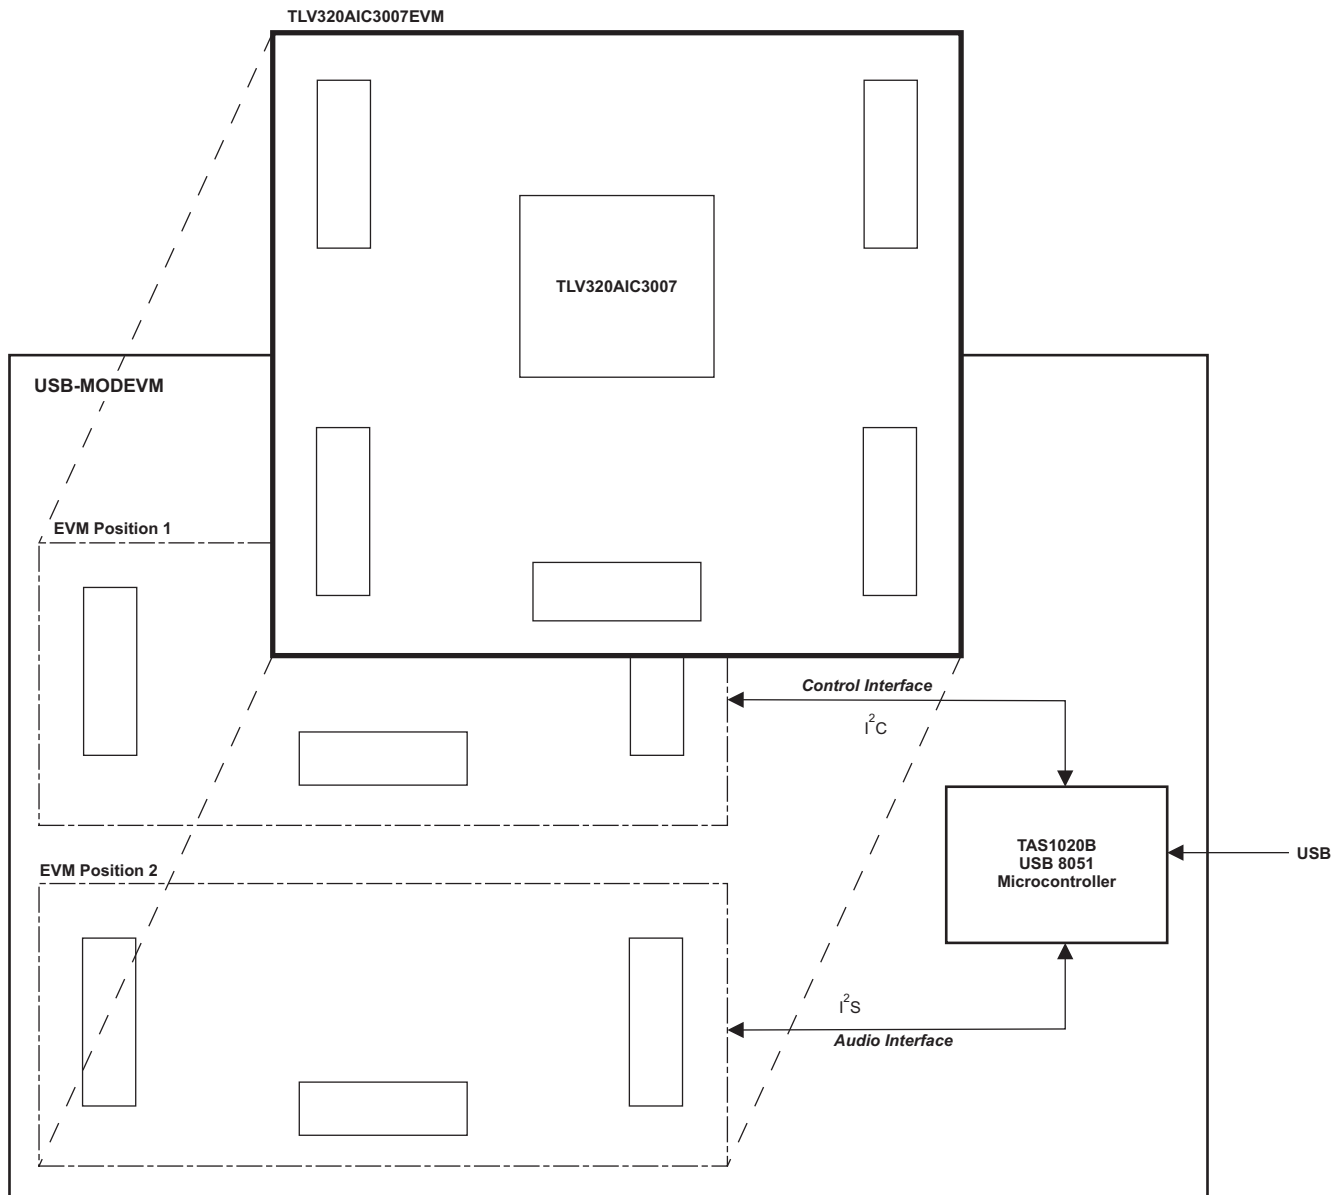 TLV320AIC3007EVM
TLV320AIC3007
USB-MODEVM
EVM Position 1
Control Interface
I²C
TAS1020B
USB 8051
Microcontroller
USB
EVM Position 2
I²S
Audio Interface